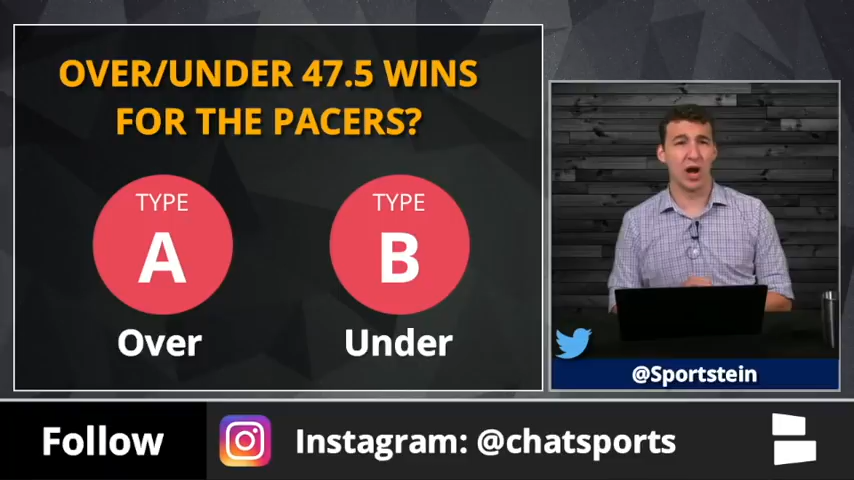 OVER/UNDER 47.5 WINS
FOR THE PACERS?
TYPE
A
Over
TYPE
B
Under
@Sportstein
Follow
Instagram: @chatsports